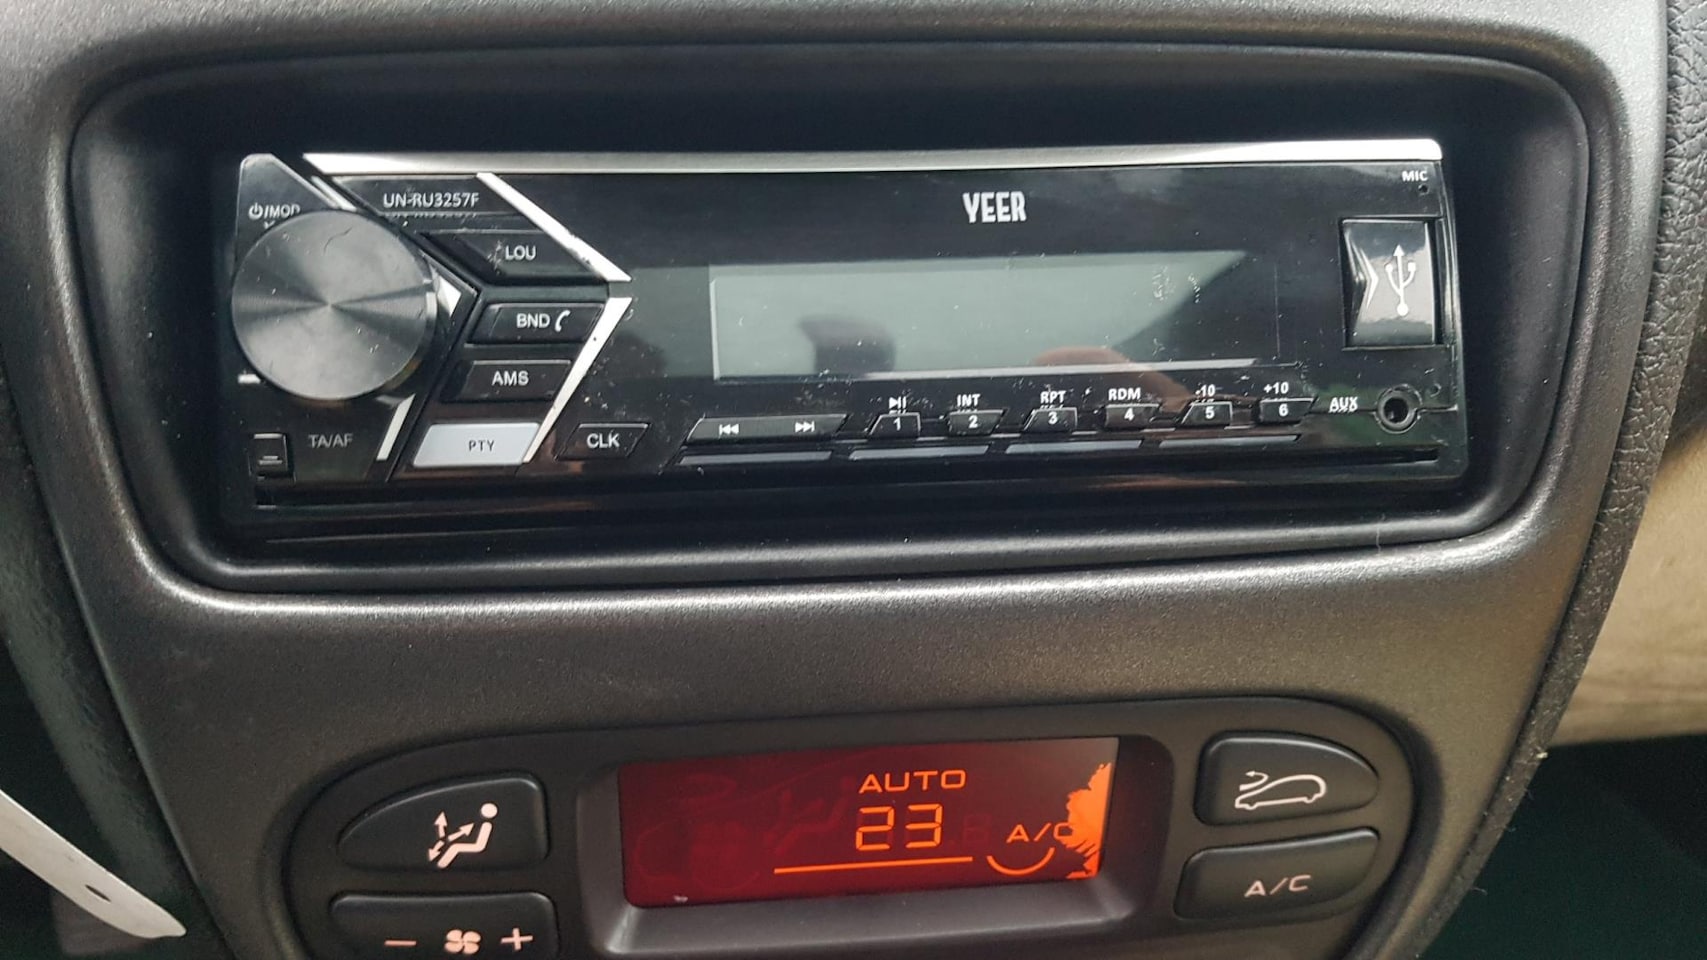 MIC
UN-RU3257F
YEER
⏻/MOD
LOU
BND
AMS
INT
RPT
RDM
-10
+10
AUX
1
2
3
4
5
6
TA/AF
PTY
CLK
AUTO
23
A/C
A/C
- +